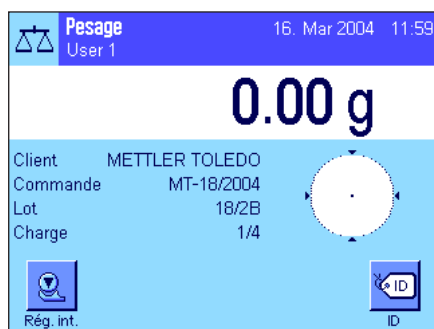 Pesage 16. Mar 2004 11:59
User 1
0.00 g
Client METTLER TOLEDO
Commande MT-18/2004
Lot 18/2B
Charge 1/4
ID
Rég. int. ID